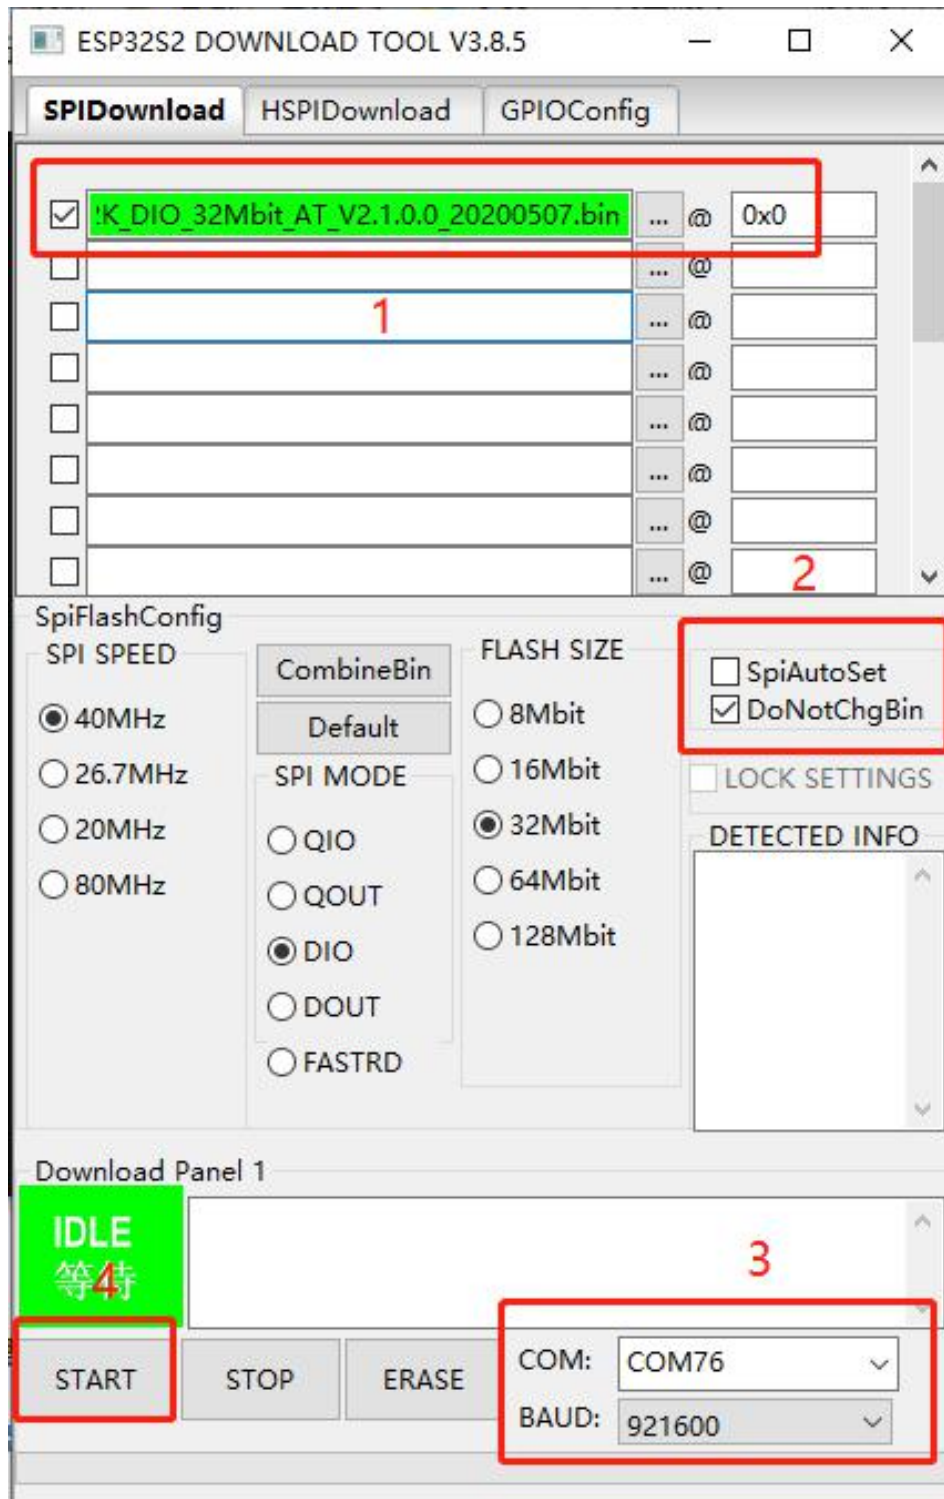 ESP32S2 DOWNLOAD TOOL V3.8.5
SPIDownload HSPIDownload GPIOConfig
K_DIO_32Mbit_AT_V2.1.0.0_20200507.bin ... @ 0x0
... @
1 ... @
... @
... @
... @
... @
... @ 2
SpiFlashConfig
SPI SPEED
40MHz
26.7MHz
20MHz
80MHz
CombineBin
Default
SPI MODE
QIO
QOUT
DIO
DOUT
FASTRD
FLASH SIZE
8Mbit
16Mbit
32Mbit
64Mbit
128Mbit
SpiAutoSet
DoNotChgBin
LOCK SETTINGS
DETECTED INFO
Download Panel 1
IDLE
等待
4
3
START STOP ERASE
COM: COM76
BAUD: 921600